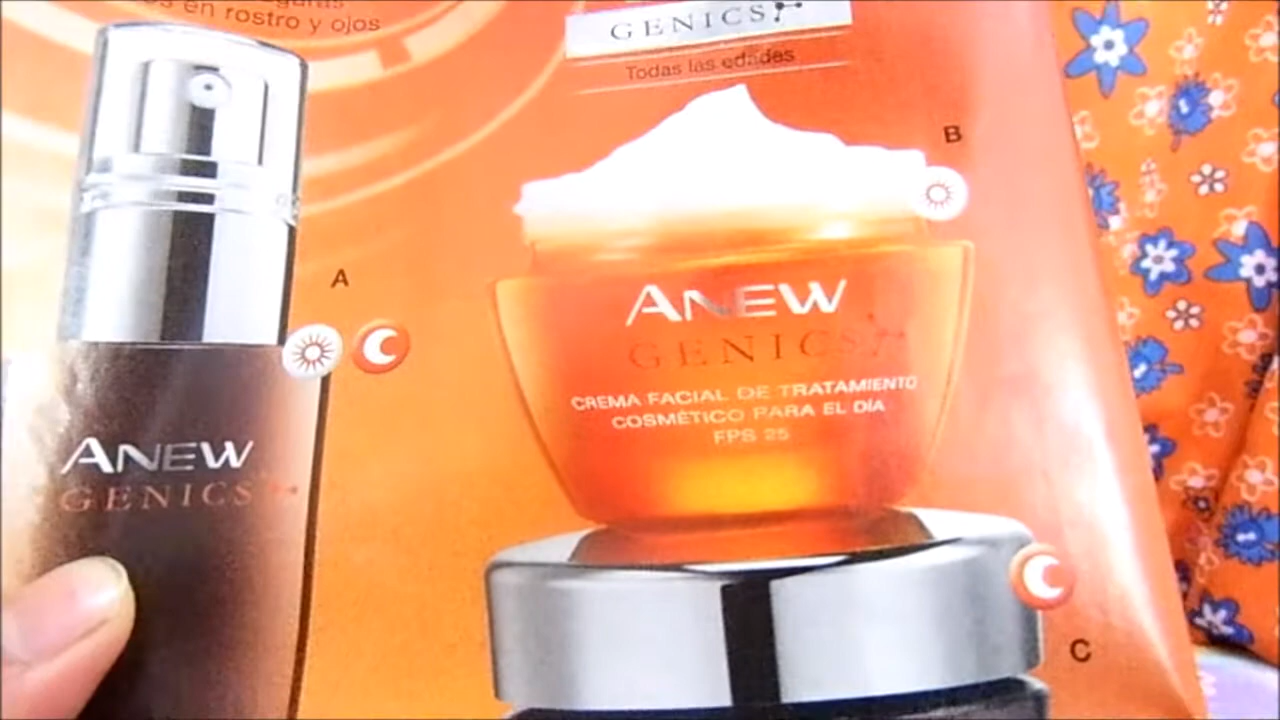 en rostro y ojos
GENICS
Todas las edades
B
A
ANEW
GENICS
CREMA FACIAL DE TRATAMIENTO
COSMÉTICO PARA EL DÍA
FPS 25
ANEW
GENICS
C